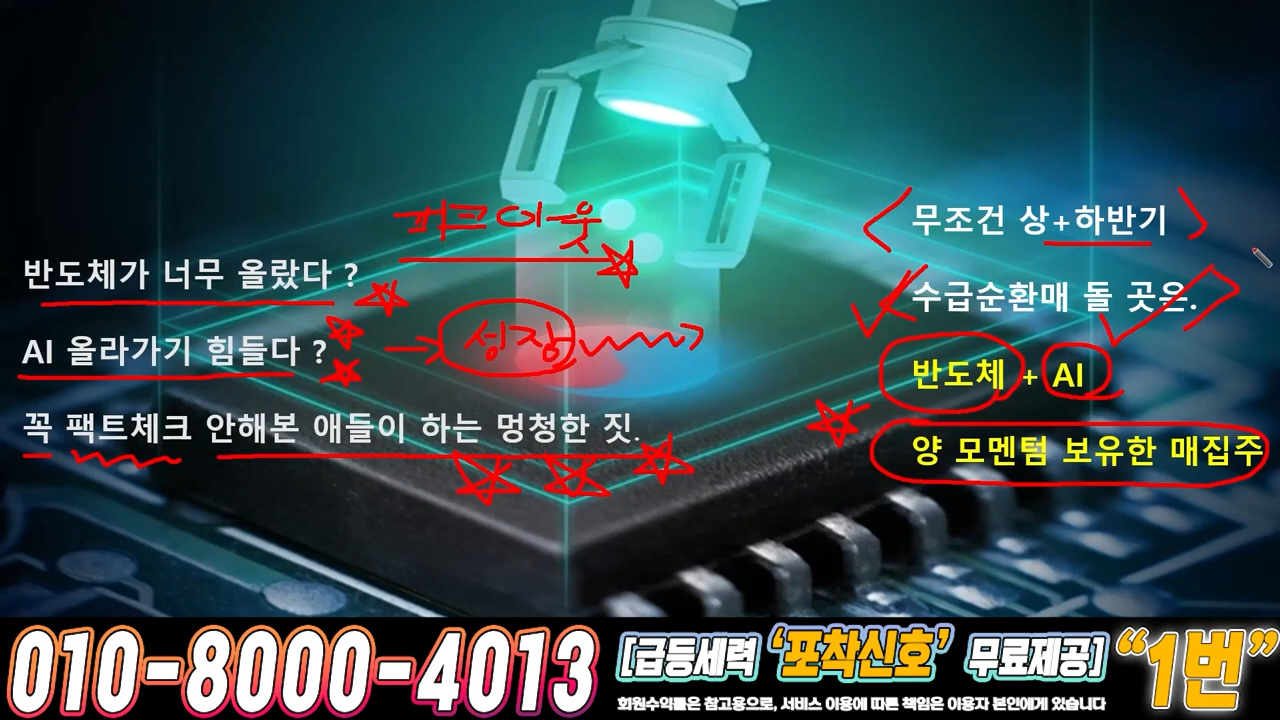 피크아웃
반도체가 너무 올랐다 ?
AI 올라가기 힘들다 ?
성장
꼭 팩트체크 안해본 애들이 하는 멍청한 짓.
무조건 상+하반기
수급순환매 돌 곳은.
반도체 + AI
양 모멘텀 보유한 매집주
010-8000-4013
[급등세력 ‘포착신호’ 무료제공] “1번”
회원수익률은 참고용으로, 서비스 이용에 따른 책임은 이용자 본인에게 있습니다